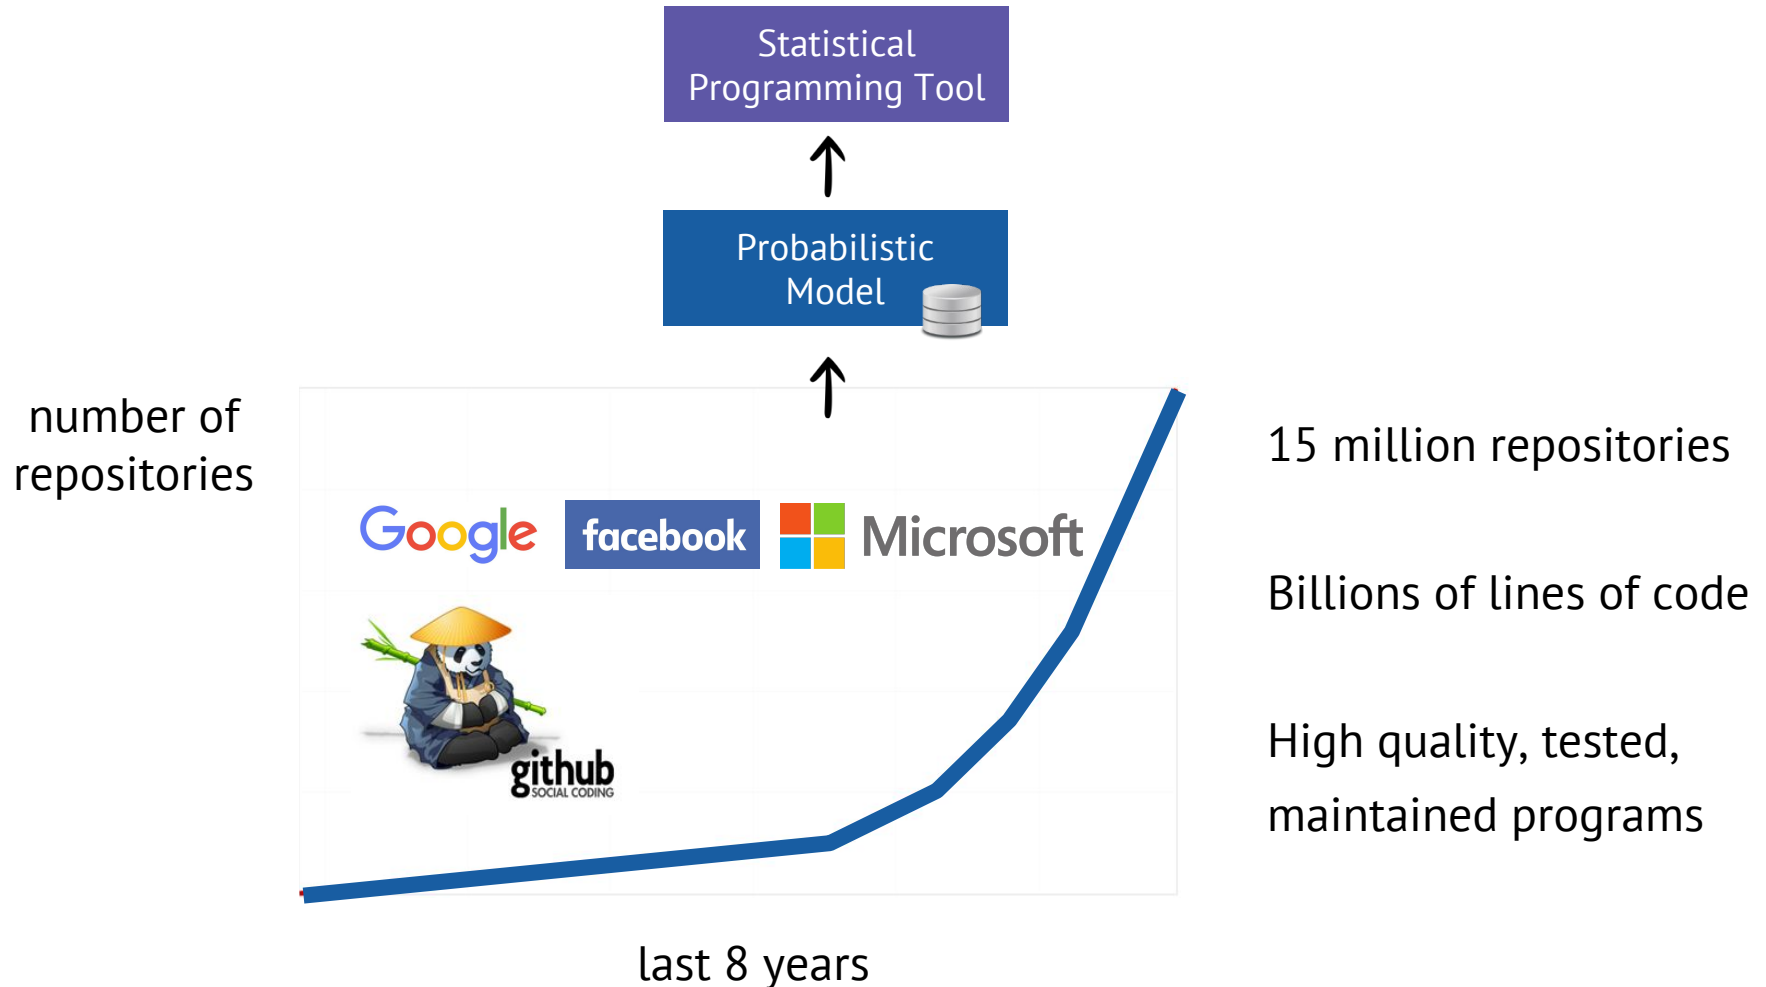 Statistical
Programming Tool
Probabilistic
Model
number of
repositories
Google facebook Microsoft
github
SOCIAL CODING
15 million repositories
Billions of lines of code
High quality, tested,
maintained programs
last 8 years